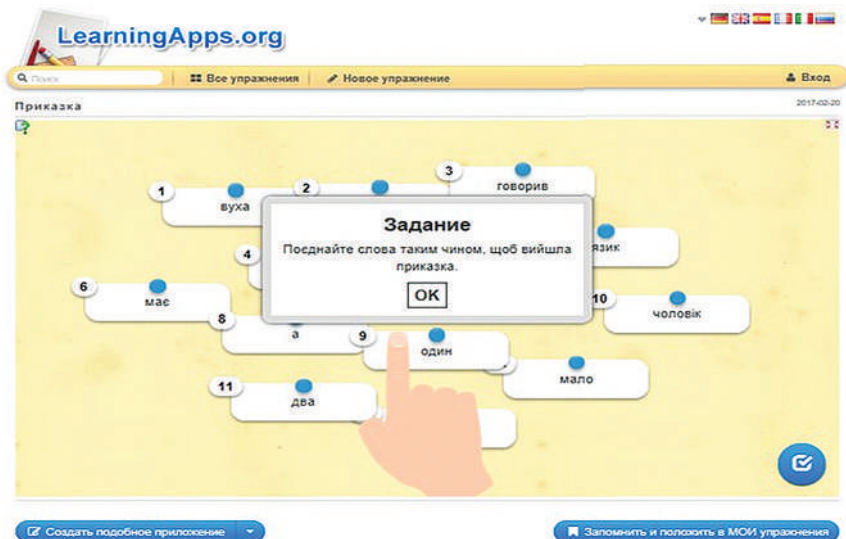 LearningApps.org
Поиск
Все упражнения
Новое упражнение
Вход
Приказка
2017-02-20
3
говорив
1
вуха
2
Задание
Поєднайте слова таким чином, щоб вийшла
приказка.
OK
4
язик
6
має
10
чоловік
8
а
9
один
мало
11
два
Создать подобное приложение
Запомнить и положить в МОИ упражнения